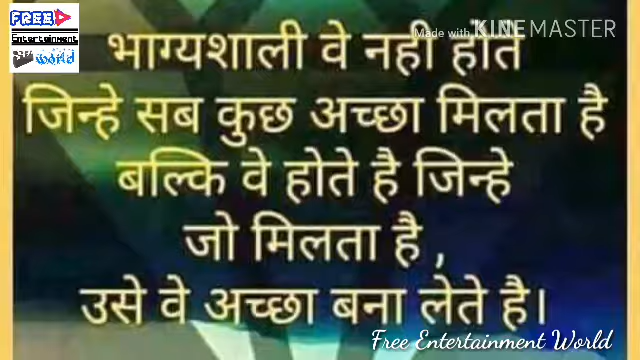 FREE
Entertainment
world
Made with KINEMASTER
भाग्यशाली वे नही होते
जिन्हे सब कुछ अच्छा मिलता है
बल्कि वे होते है जिन्हे
जो मिलता है ,
उसे वे अच्छा बना लेते है।
Free Entertainment World